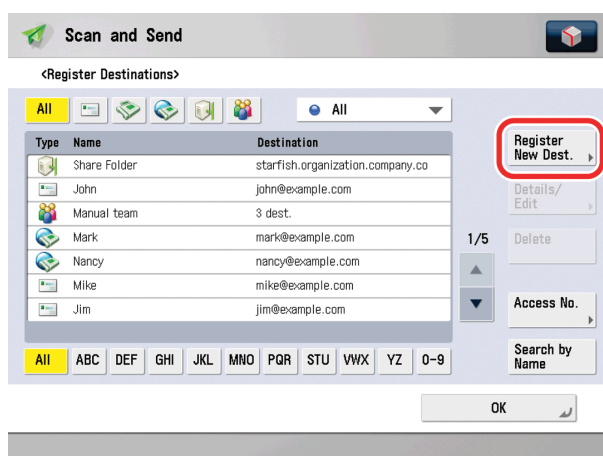 Scan and Send
<Register Destinations>
All
All
Type Name Destination
Share Folder starfish.organization.company.co
John john@example.com
Manual team 3 dest.
Mark mark@example.com
Nancy nancy@example.com
Mike mike@example.com
Jim jim@example.com
1/5
Register
New Dest.
Details/
Edit
Delete
Access No.
Search by
Name
All ABC DEF GHI JKL MNO PQR STU VWX YZ 0-9
OK